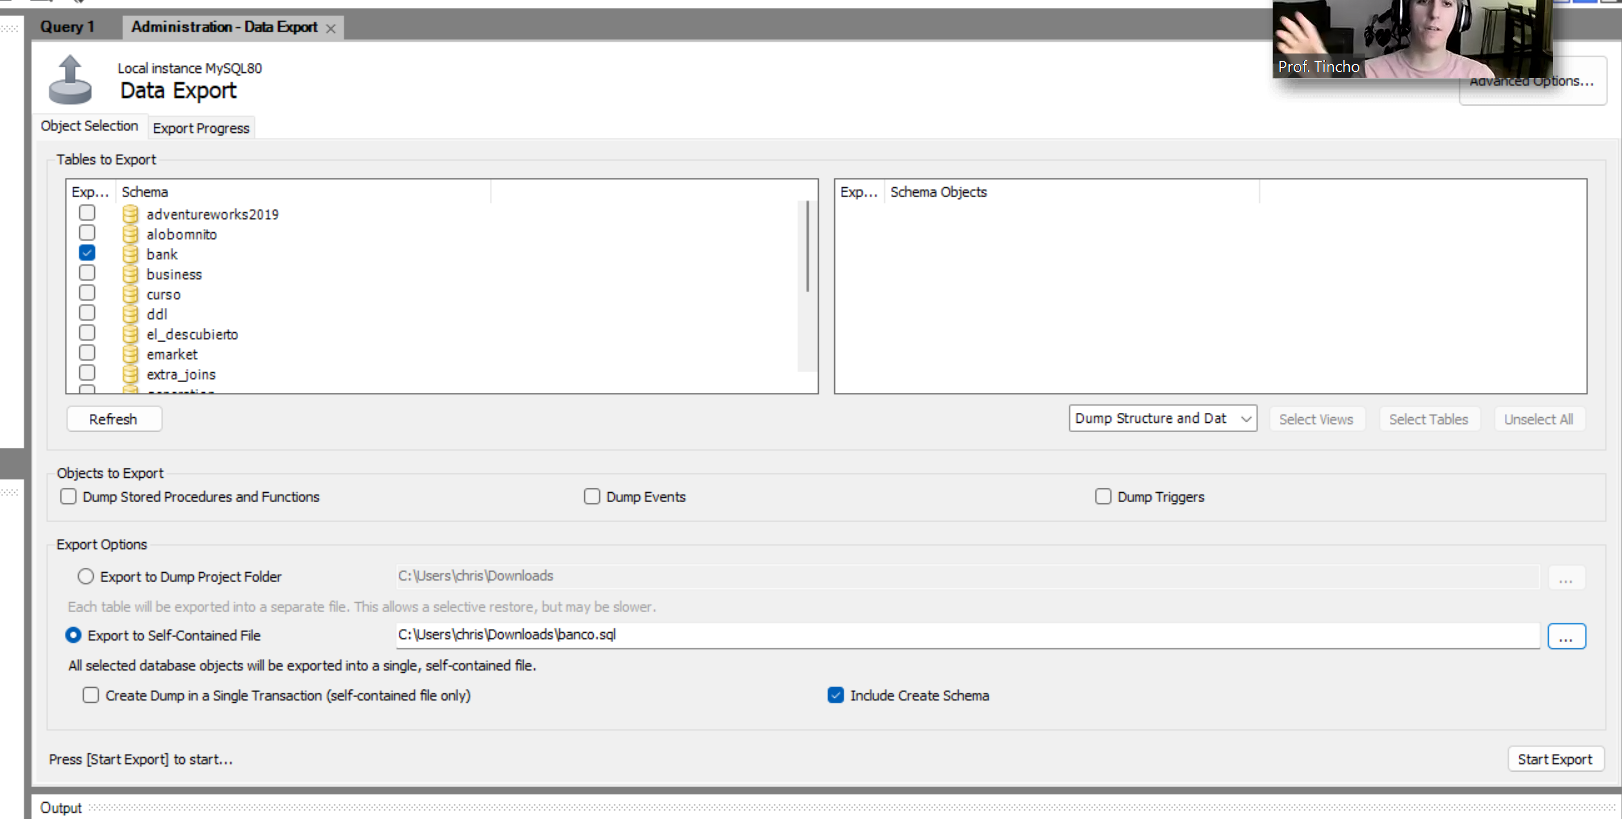 Query 1
Administration - Data Export
Prof. Tincho
Local instance MySQL80
Data Export
Advanced Options...
Object Selection
Export Progress
Tables to Export
Exp...
Schema
adventureworks2019
alobomnito
bank
business
curso
ddl
el_descubierto
emarket
extra_joins
Exp...
Schema Objects
Refresh
Dump Structure and Dat
Select Views
Select Tables
Unselect All
Objects to Export
Dump Stored Procedures and Functions
Dump Events
Dump Triggers
Export Options
Export to Dump Project Folder
C:\Users\chris\Downloads
...
Each table will be exported into a separate file. This allows a selective restore, but may be slower.
Export to Self-Contained File
C:\Users\chris\Downloads\banco.sql
...
All selected database objects will be exported into a single, self-contained file.
Create Dump in a Single Transaction (self-contained file only)
Include Create Schema
Press [Start Export] to start...
Start Export
Output